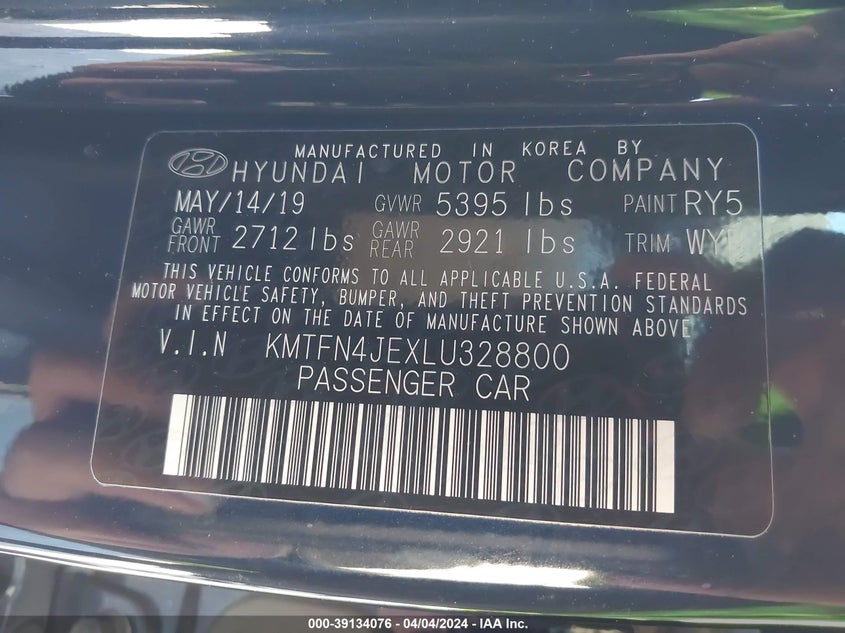 MANUFACTURED IN KOREA BY
HYUNDAI MOTOR COMPANY
MAY/14/19 GVWR 5395 lbs PAINT RY5
GAWR FRONT 2712 lbs GAWR REAR 2921 lbs TRIM
THIS VEHICLE CONFORMS TO ALL APPLICABLE U.S.A. FEDERAL
MOTOR VEHICLE SAFETY, BUMPER, AND THEFT PREVENTION STANDARDS
IN EFFECT ON THE DATE OF MANUFACTURE SHOWN ABOVE
V.I.N KMTFN4JEXLU328800
PASSENGER CAR
000-39134076 - 04/04/2024 - IAA Inc.